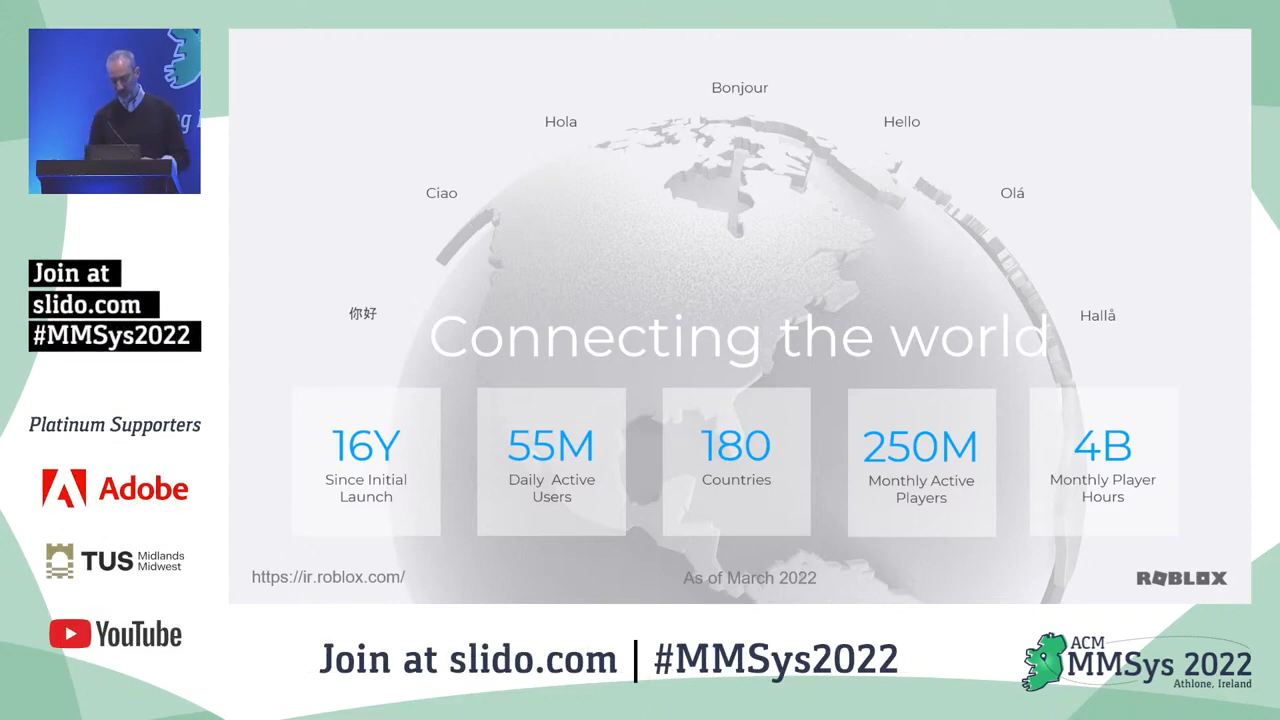 Bonjour
Hola
Hello
Ciao
Olá
你好
Hallå
Connecting the world
16Y
Since Initial
Launch
55M
Daily Active
Users
180
Countries
250M
Monthly Active
Players
4B
Monthly Player
Hours
https://ir.roblox.com/
As of March 2022
ROBLOX
Join at
slido.com
#MMSys2022
Platinum Supporters
Adobe
TUS Midlands
Midwest
YouTube
Join at slido.com | #MMSys2022
ACM
MMSys 2022
Athlone, Ireland